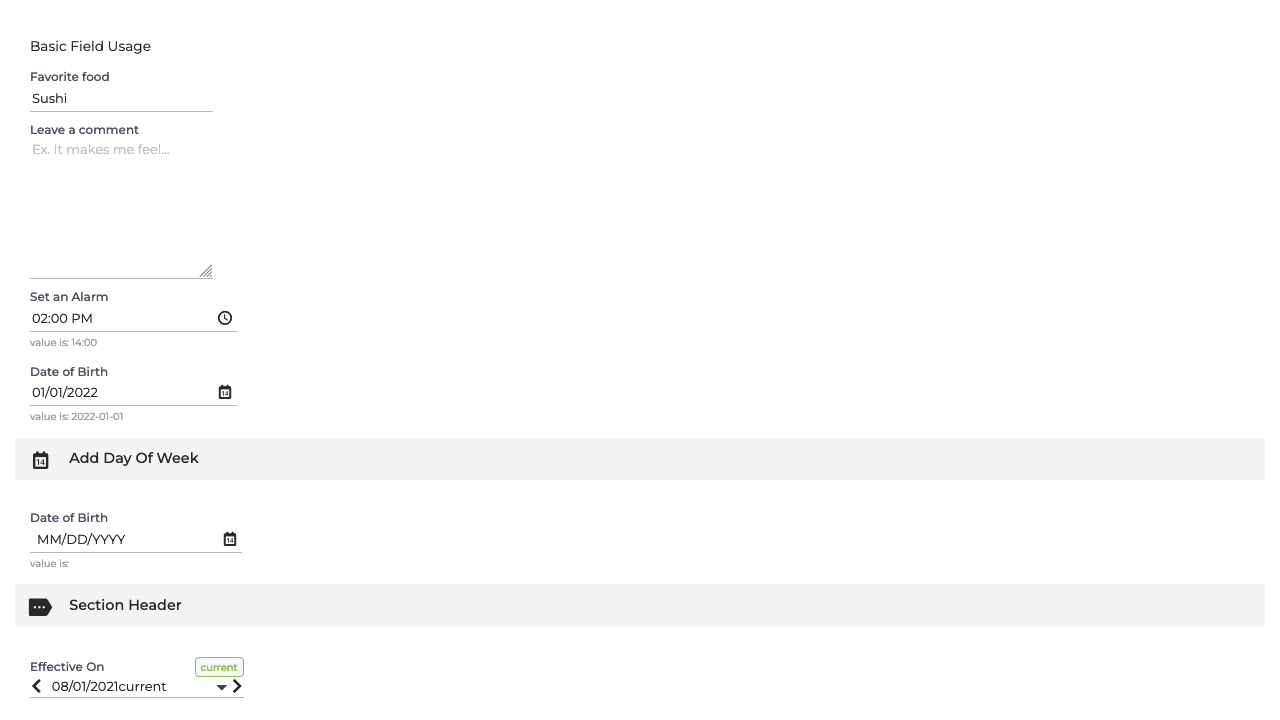 Basic Field Usage
Favorite food
Sushi
Leave a comment
Ex. It makes me feel...
Set an Alarm
02:00 PM
value is: 14:00
Date of Birth
01/01/2022
value is: 2022-01-01
14 Add Day Of Week
Date of Birth
MM/DD/YYYY
value is:
Section Header
Effective On current
08/01/2021current